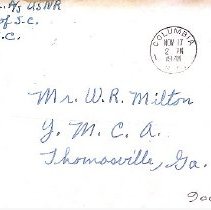 A/S USNR
of S.C.
.C.
COLUMBIA
NOV 17
2 PM
Mr. W. R. Milton
Y. M. C. A.
Thomasville, Ga.